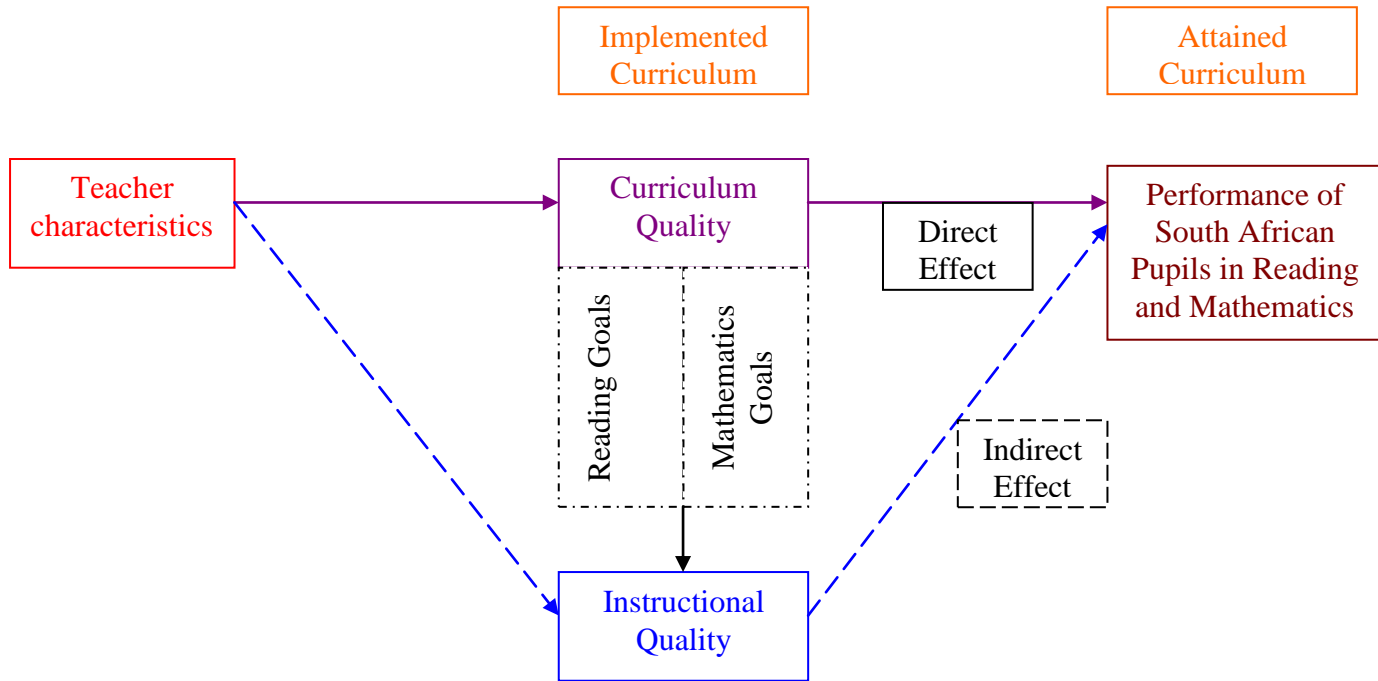 Implemented
Curriculum
Attained
Curriculum
Teacher
characteristics
Curriculum
Quality
Direct
Effect
Performance of
South African
Pupils in Reading
and Mathematics
Reading Goals
Mathematics
Goals
Indirect
Effect
Instructional
Quality